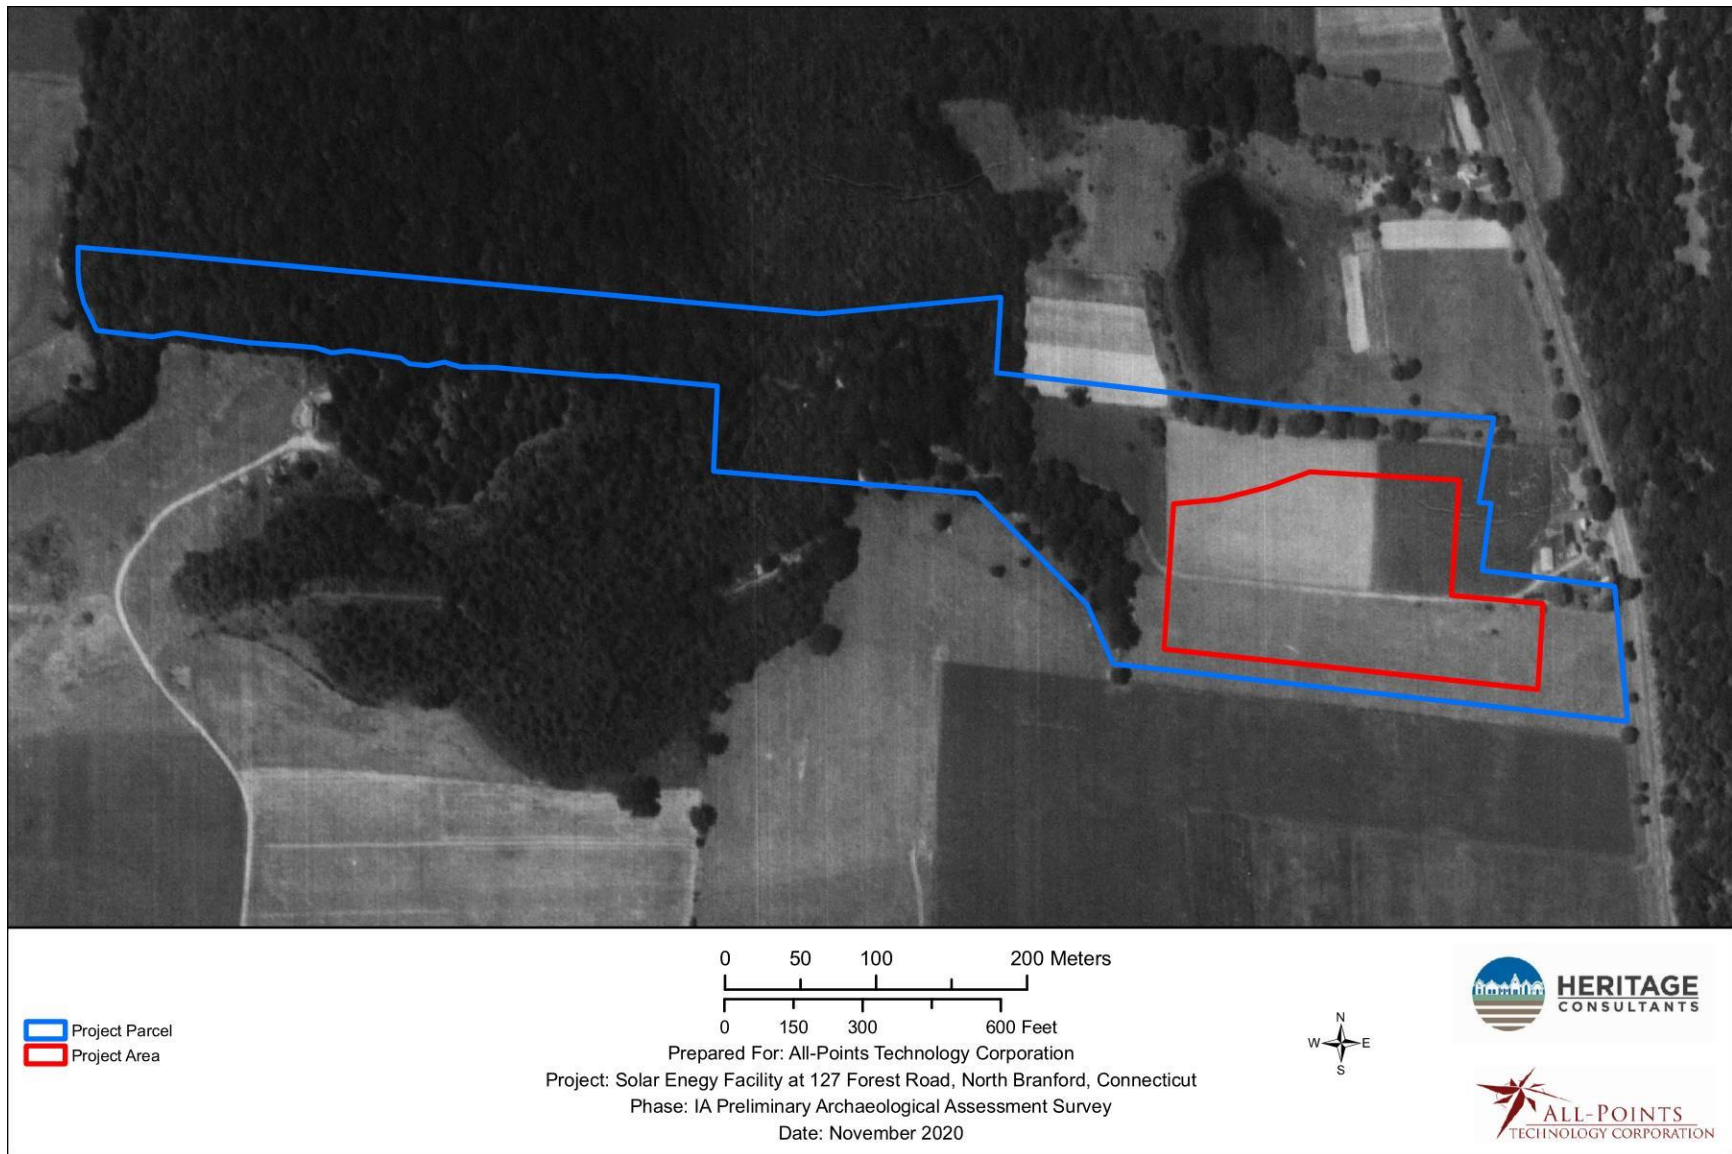 0 50 100 200 Meters
0 150 300 600 Feet
Project Parcel
Project Area
Prepared For: All-Points Technology Corporation
Project: Solar Enegy Facility at 127 Forest Road, North Branford, Connecticut
Phase: IA Preliminary Archaeological Assessment Survey
Date: November 2020
N
W E
S
HERITAGE
CONSULTANTS
ALL-POINTS
TECHNOLOGY CORPORATION